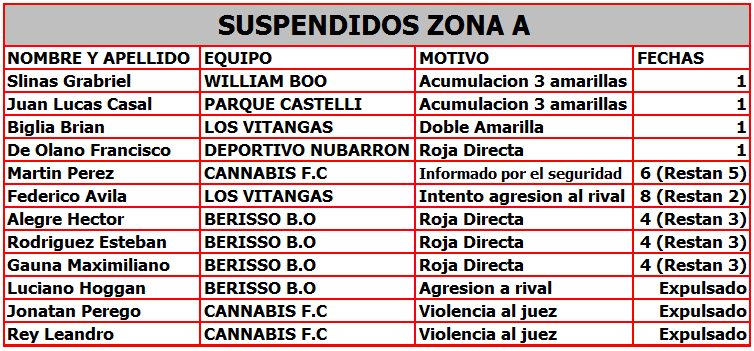 SUSPENDIDOS ZONA A
NOMBRE Y APELLIDO EQUIPO MOTIVO FECHAS
Slinas Grabriel WILLIAM BOO Acumulacion 3 amarillas 1
Juan Lucas Casal PARQUE CASTELLI Acumulacion 3 amarillas 1
Biglia Brian LOS VITANGAS Doble Amarilla 1
De Olano Francisco DEPORTIVO NUBARRON Roja Directa 1
Martin Perez CANNABIS F.C Informado por el seguridad 6 (Restan 5)
Federico Avila LOS VITANGAS Intento agresion al rival 8 (Restan 2)
Alegre Hector BERISSO B.O Roja Directa 4 (Restan 3)
Rodriguez Esteban BERISSO B.O Roja Directa 4 (Restan 3)
Gauna Maximiliano BERISSO B.O Roja Directa 4 (Restan 3)
Luciano Hoggan BERISSO B.O Agresion a rival Expulsado
Jonatan Perego CANNABIS F.C Violencia al juez Expulsado
Rey Leandro CANNABIS F.C Violencia al juez Expulsado